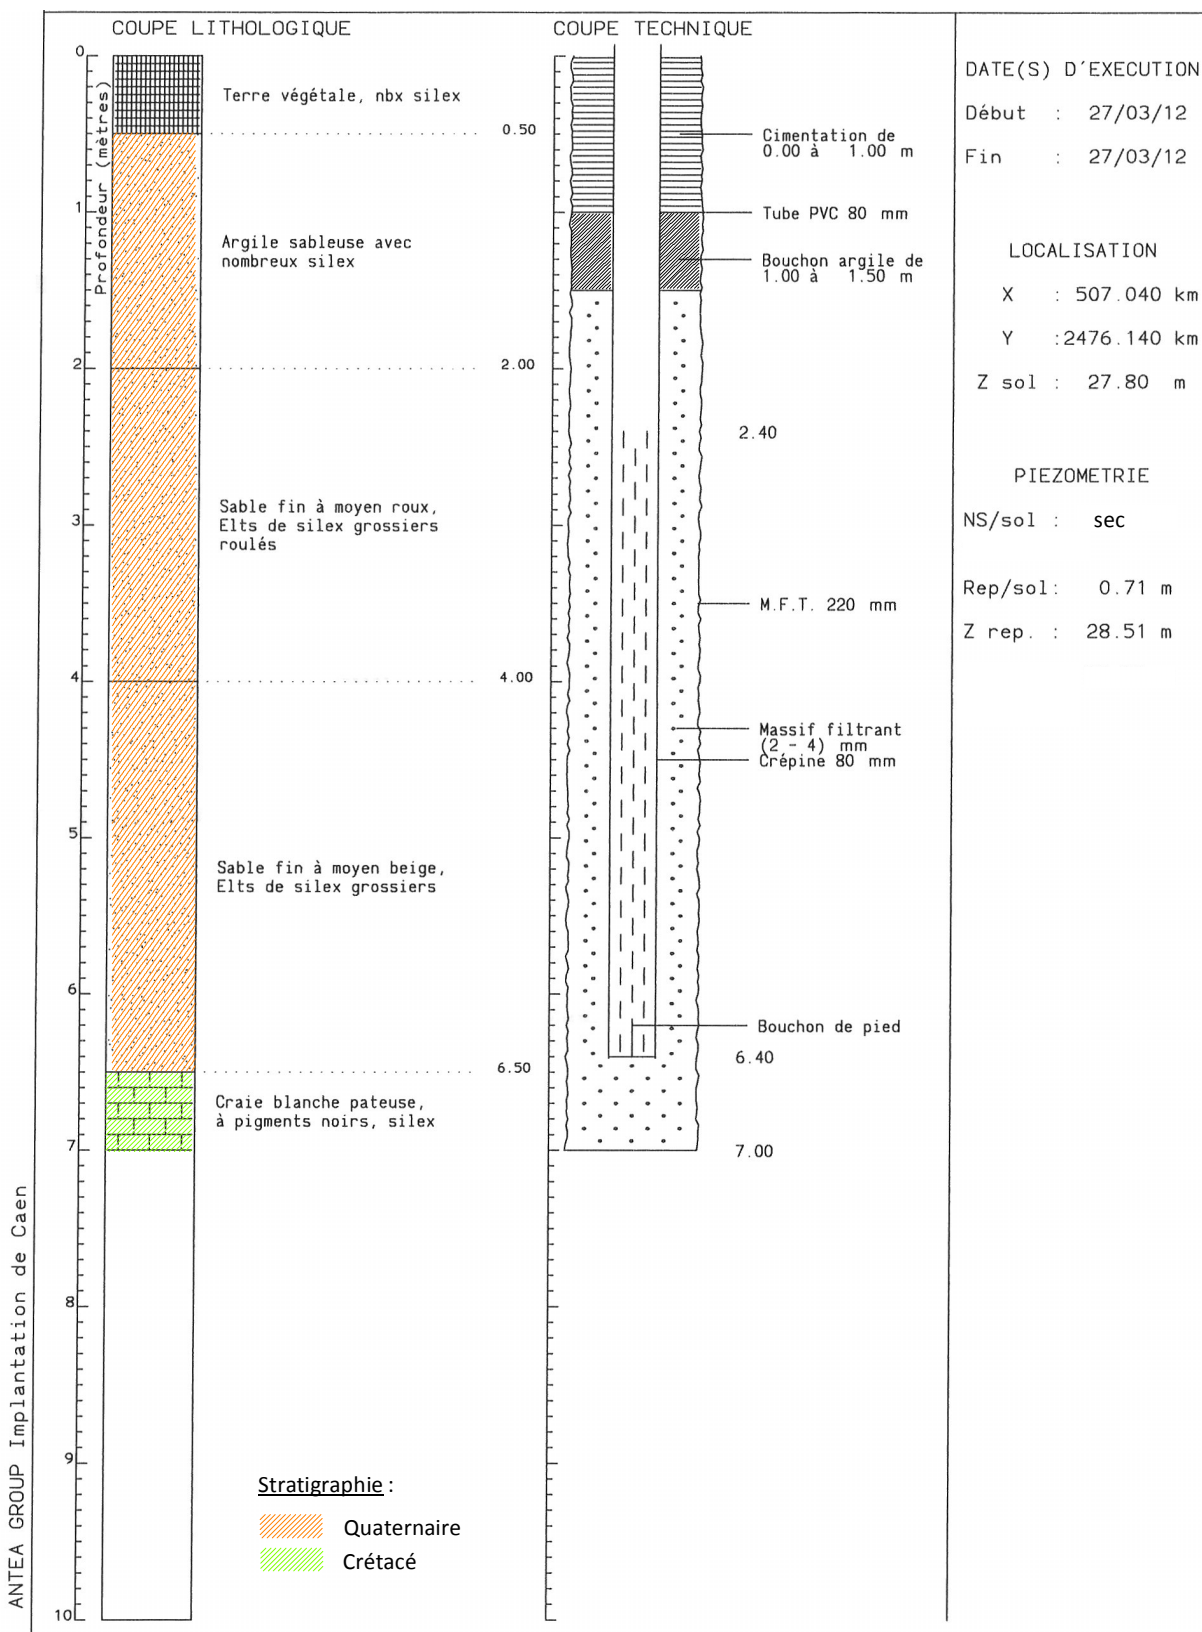 COUPE LITHOLOGIQUE
COUPE TECHNIQUE
Profondeur (mètres)
0
1
2
3
4
5
6
7
8
9
10
Terre végétale, nbx silex
0.50
Argile sableuse avec
nombreux silex
2.00
Sable fin à moyen roux,
Elts de silex grossiers
roulés
4.00
Sable fin à moyen beige,
Elts de silex grossiers
6.50
Craie blanche pateuse,
à pigments noirs, silex
Cimentation de
0.00 à 1.00 m
Tube PVC 80 mm
Bouchon argile de
1.00 à 1.50 m
2.40
M.F.T. 220 mm
Massif filtrant
(2 - 4) mm
Crépine 80 mm
Bouchon de pied
6.40
7.00
DATE(S) D'EXECUTION
Début : 27/03/12
Fin : 27/03/12
LOCALISATION
X : 507.040 km
Y :2476.140 km
Z sol : 27.80 m
PIEZOMETRIE
NS/sol : sec
Rep/sol: 0.71 m
Z rep. : 28.51 m
Stratigraphie :
Quaternaire
Crétacé
ANTEA GROUP Implantation de Caen